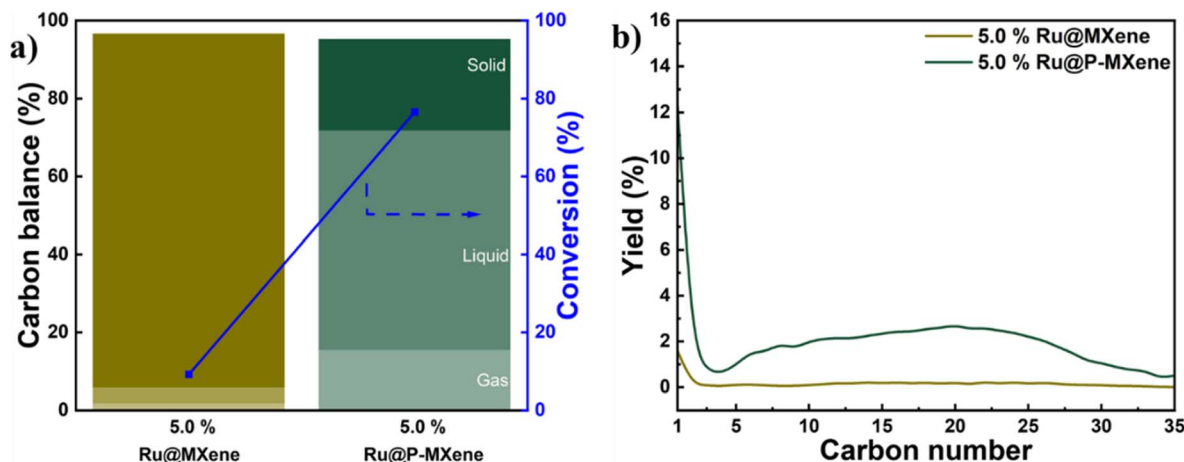 a)
Carbon balance (%)
100
80
60
40
20
0
Solid
Liquid
Gas
100
80
60
40
20
0
Conversion (%)
5.0 %
Ru@MXene
5.0 %
Ru@P-MXene
b)
Yield (%)
16
14
12
10
8
6
4
2
0
5.0 % Ru@MXene
5.0 % Ru@P-MXene
1 5 10 15 20 25 30 35
Carbon number